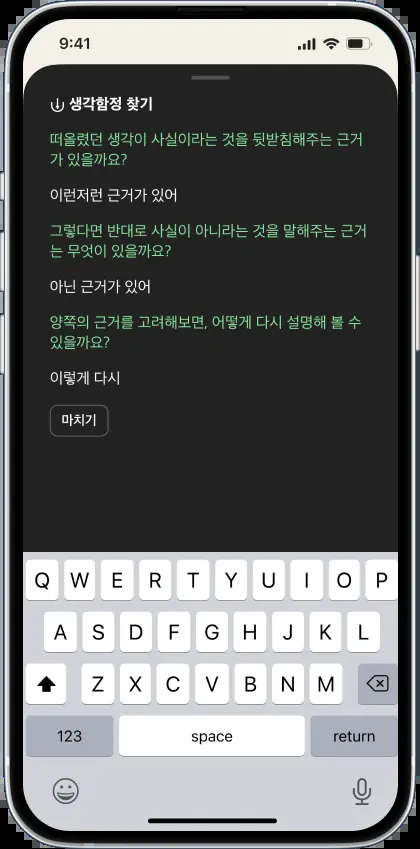 9:41
생각함정 찾기
떠올렸던 생각이 사실이라는 것을 뒷받침해주는 근거
가 있을까요?
이런저런 근거가 있어
그렇다면 반대로 사실이 아니라는 것을 말해주는 근거
는 무엇이 있을까요?
아닌 근거가 있어
양쪽의 근거를 고려해보면, 어떻게 다시 설명해 볼 수
있을까요?
이렇게 다시
마치기
Q W E R T Y U I O P
A S D F G H J K L
Z X C V B N M
123 space return